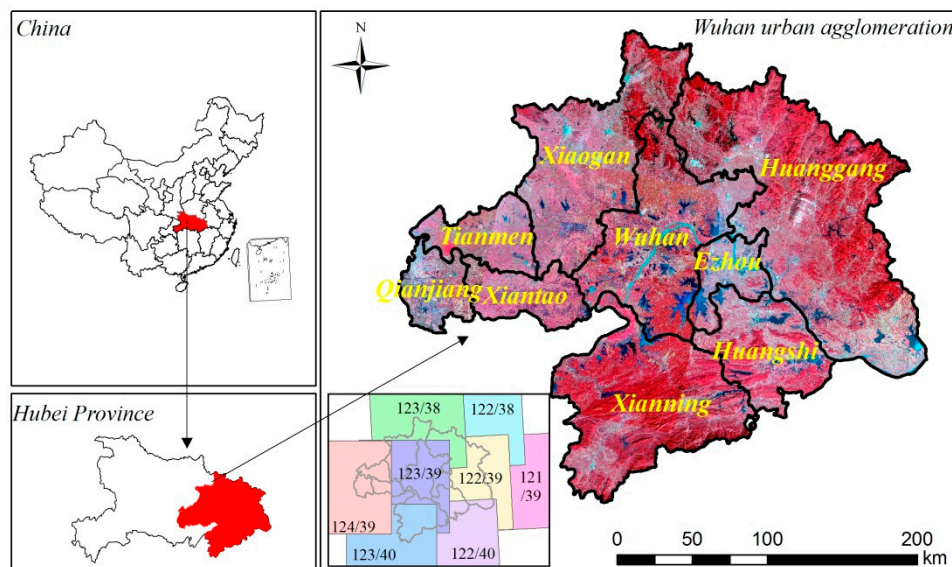 China
Hubei Province
Wuhan urban agglomeration
N
Xiaogan
Huanggang
Tianmen
Wuhan
Ezhou
Qianjiang
Xiantao
Huangshi
Xianning
123/38
122/38
123/39
122/39
121
/39
124/39
123/40
122/40
0
25
50
100
200
km